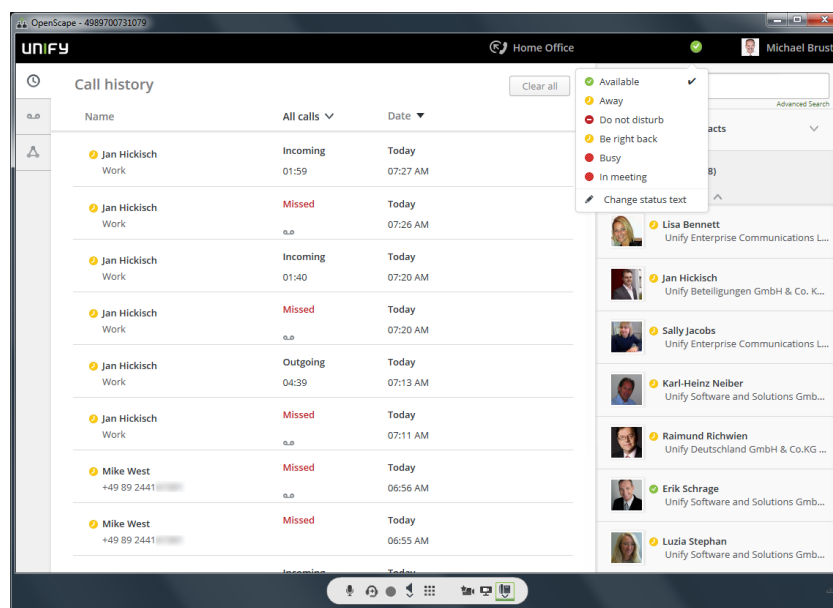 OpenScape - 4989700731079
UNIFY
Home Office
Michael Brust
Call history
Clear all
Available
Away
Do not disturb
Be right back
Busy
In meeting
Change status text
Advanced Search
acts
8)
Name All calls Date
Jan Hickisch Incoming Today
Work 01:59 07:27 AM
Jan Hickisch Missed Today
Work 07:26 AM
Jan Hickisch Incoming Today
Work 01:40 07:20 AM
Jan Hickisch Missed Today
Work 07:20 AM
Jan Hickisch Outgoing Today
Work 04:39 07:13 AM
Jan Hickisch Missed Today
Work 07:11 AM
Mike West Missed Today
+49 89 2441 06:56 AM
Mike West Missed Today
+49 89 2441 06:55 AM
Incoming Today
Lisa Bennett
Unify Enterprise Communications L...
Jan Hickisch
Unify Beteiligungen GmbH & Co. K...
Sally Jacobs
Unify Enterprise Communications L...
Karl-Heinz Neiber
Unify Software and Solutions Gmb...
Raimund Richwien
Unify Deutschland GmbH & Co.KG ...
Erik Schrage
Unify Software and Solutions Gmb...
Luzia Stephan
Unify Software and Solutions Gmb...